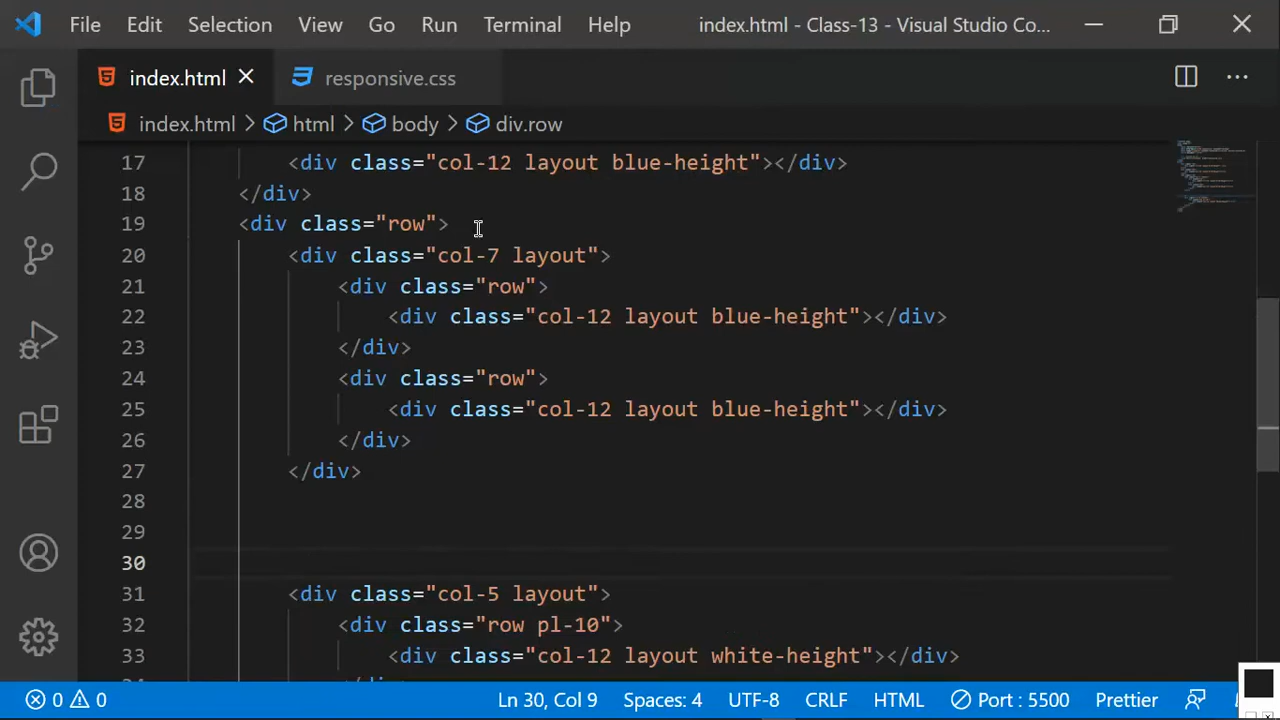 File Edit Selection View Go Run Terminal Help index.html - Class-13 - Visual Studio Co...
index.html responsive.css
index.html > html > body > div.row
17 <div class="col-12 layout blue-height"></div>
18 </div>
19 <div class="row">
20 <div class="col-7 layout">
21 <div class="row">
22 <div class="col-12 layout blue-height"></div>
23 </div>
24 <div class="row">
25 <div class="col-12 layout blue-height"></div>
26 </div>
27 </div>
28
29
30
31 <div class="col-5 layout">
32 <div class="row pl-10">
33 <div class="col-12 layout white-height"></div>
0 0 Ln 30, Col 9 Spaces: 4 UTF-8 CRLF HTML Port : 5500 Prettier